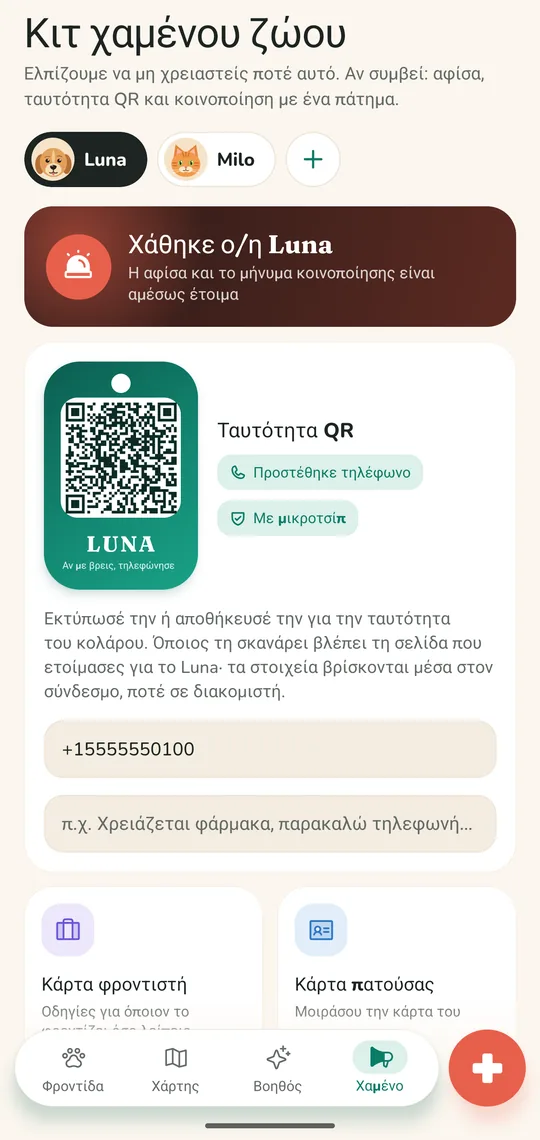 Κιτ χαμένου ζώου
Ελπίζουμε να μη χρειαστείς ποτέ αυτό. Αν συμβεί: αφίσα,
ταυτότητα QR και κοινοποίηση με ένα πάτημα.
Luna
Milo
Χάθηκε ο/η Luna
Η αφίσα και το μήνυμα κοινοποίησης είναι
αμέσως έτοιμα
LUNA
Αν με βρεις, τηλεφώνησε
Ταυτότητα QR
Προστέθηκε τηλέφωνο
Με μικροτσίπ
Εκτύπωσέ την ή αποθήκευσέ την για την ταυτότητα
του κολάρου. Όποιος τη σκανάρει βλέπει τη σελίδα που
ετοίμασες για το Luna· τα στοιχεία βρίσκονται μέσα στον
σύνδεσμο, ποτέ σε διακομιστή.
+15555550100
π.χ. Χρειάζεται φάρμακα, παρακαλώ τηλεφωνή...
Κάρτα φροντιστή
Οδηγίες για όποιον το
φροντίζει όσο λείπεις
Κάρτα πατούσας
Μοιράσου την κάρτα του
Φροντίδα
Χάρτης
Βοηθός
Χαμένο